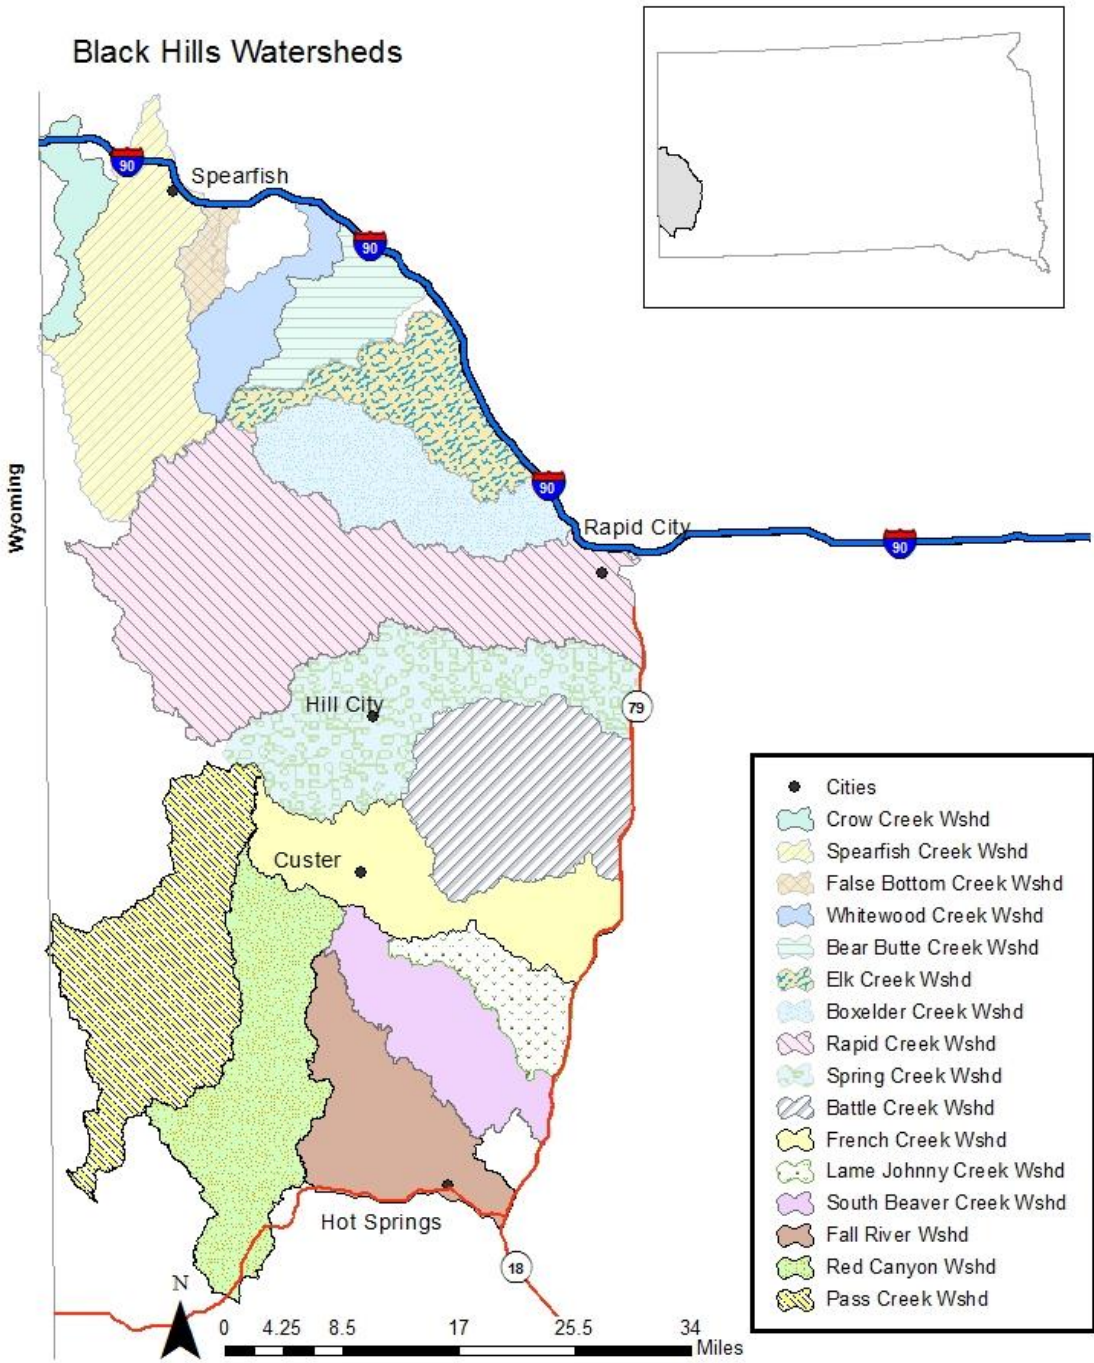 Black Hills Watersheds
90
Spearfish
90
Wyoming
90
Rapid City
90
Hill City
79
Custer
Hot Springs
18
N
0 4.25 8.5 17 25.5 34
Miles
Cities
Crow Creek Wshd
Spearfish Creek Wshd
False Bottom Creek Wshd
Whitewood Creek Wshd
Bear Butte Creek Wshd
Elk Creek Wshd
Boxelder Creek Wshd
Rapid Creek Wshd
Spring Creek Wshd
Battle Creek Wshd
French Creek Wshd
Lame Johnny Creek Wshd
South Beaver Creek Wshd
Fall River Wshd
Red Canyon Wshd
Pass Creek Wshd